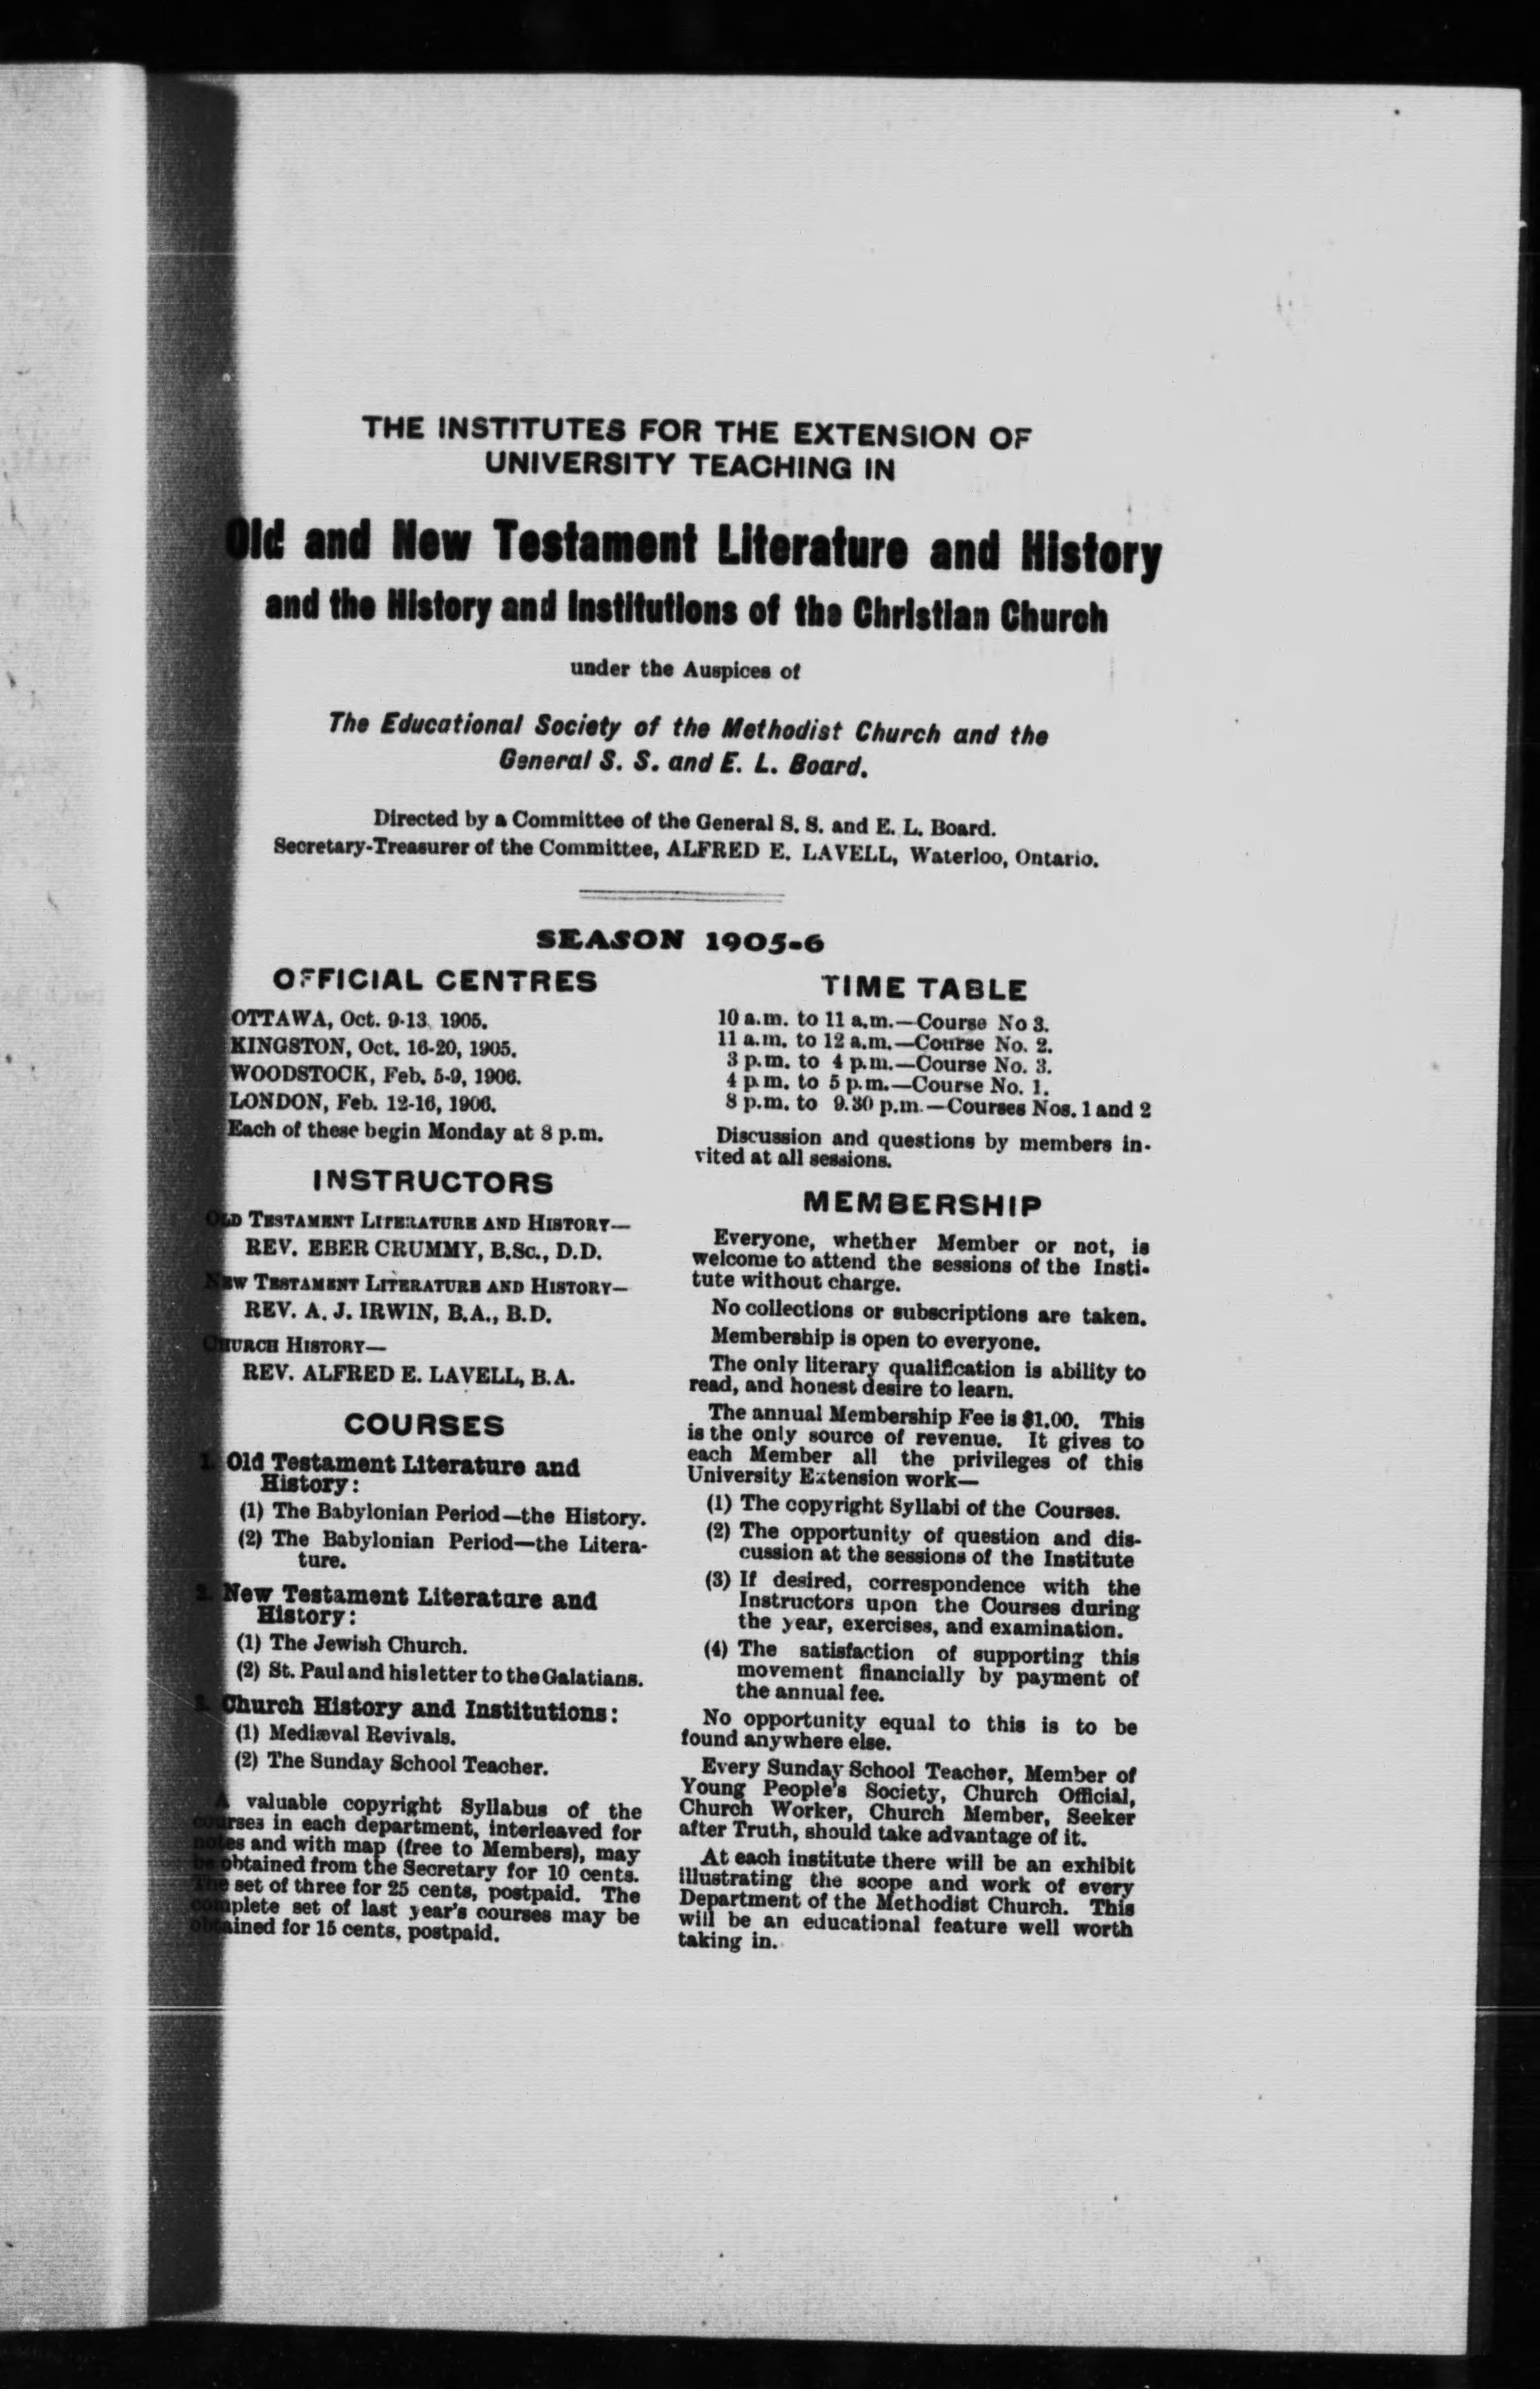 THE INSTITUTES FOR THE EXTENSION OF
UNIVERSITY TEACHING IN
Old and New Testament Literature and History
and the History and Institutions of the Christian Church
under the Auspices of
The Educational Society of the Methodist Church and the
General S. S. and E. L. Board.
Directed by a Committee of the General S. S. and E. L. Board.
Secretary-Treasurer of the Committee, ALFRED E. LAVELL, Waterloo, Ontario.
SEASON 1905-6
OFFICIAL CENTRES
OTTAWA, Oct. 9-13, 1905.
KINGSTON, Oct. 16-20, 1905.
WOODSTOCK, Feb. 5-9, 1906.
LONDON, Feb. 12-16, 1906.
Each of these begin Monday at 8 p.m.
INSTRUCTORS
OLD TESTAMENT LITERATURE AND HISTORY—
REV. EBER CRUMMY, B.Sc., D.D.
NEW TESTAMENT LITERATURE AND HISTORY—
REV. A. J. IRWIN, B.A., B.D.
CHURCH HISTORY—
REV. ALFRED E. LAVELL, B.A.
COURSES
1. Old Testament Literature and
History:
(1) The Babylonian Period—the History.
(2) The Babylonian Period—the Litera-
ture.
2. New Testament Literature and
History:
(1) The Jewish Church.
(2) St. Paul and his letter to the Galatians.
3. Church History and Institutions:
(1) Mediæval Revivals.
(2) The Sunday School Teacher.
A valuable copyright Syllabus of the
courses in each department, interleaved for
notes and with map (free to Members), may
be obtained from the Secretary for 10 cents.
The set of three for 25 cents, postpaid. The
complete set of last year's courses may be
obtained for 15 cents, postpaid.
TIME TABLE
10 a.m. to 11 a.m.—Course No 3.
11 a.m. to 12 a.m.—Course No. 2.
3 p.m. to 4 p.m.—Course No. 3.
4 p.m. to 5 p.m.—Course No. 1.
8 p.m. to 9.30 p.m.—Courses Nos. 1 and 2
Discussion and questions by members in-
vited at all sessions.
MEMBERSHIP
Everyone, whether Member or not, is
welcome to attend the sessions of the Insti-
tute without charge.
No collections or subscriptions are taken.
Membership is open to everyone.
The only literary qualification is ability to
read, and honest desire to learn.
The annual Membership Fee is $1.00. This
is the only source of revenue. It gives to
each Member all the privileges of this
University Extension work—
(1) The copyright Syllabi of the Courses.
(2) The opportunity of question and dis-
cussion at the sessions of the Institute
(3) If desired, correspondence with the
Instructors upon the Courses during
the year, exercises, and examination.
(4) The satisfaction of supporting this
movement financially by payment of
the annual fee.
No opportunity equal to this is to be
found anywhere else.
Every Sunday School Teacher, Member of
Young People's Society, Church Official,
Church Worker, Church Member, Seeker
after Truth, should take advantage of it.
At each institute there will be an exhibit
illustrating the scope and work of every
Department of the Methodist Church. This
will be an educational feature well worth
taking in.